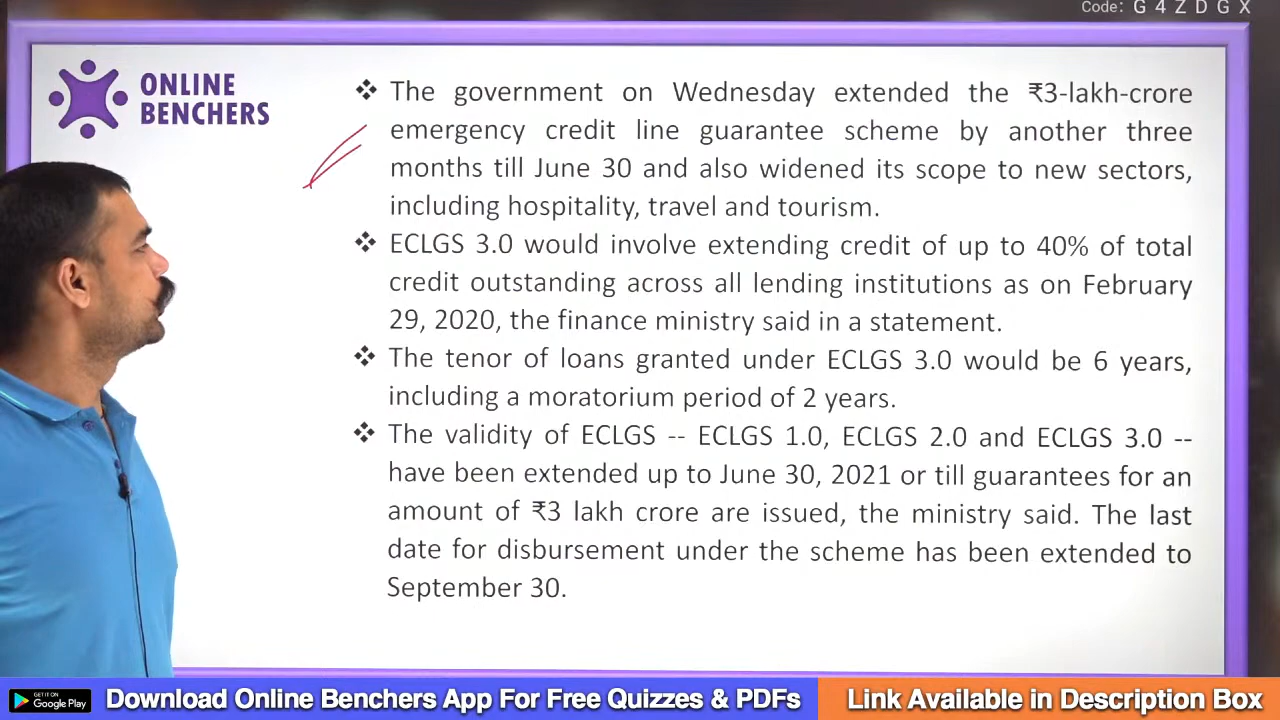 Code: G 4 Z D G X
ONLINE
BENCHERS
❖ The government on Wednesday extended the ₹3-lakh-crore
emergency credit line guarantee scheme by another three
months till June 30 and also widened its scope to new sectors,
including hospitality, travel and tourism.
❖ ECLGS 3.0 would involve extending credit of up to 40% of total
credit outstanding across all lending institutions as on February
29, 2020, the finance ministry said in a statement.
❖ The tenor of loans granted under ECLGS 3.0 would be 6 years,
including a moratorium period of 2 years.
❖ The validity of ECLGS -- ECLGS 1.0, ECLGS 2.0 and ECLGS 3.0 --
have been extended up to June 30, 2021 or till guarantees for an
amount of ₹3 lakh crore are issued, the ministry said. The last
date for disbursement under the scheme has been extended to
September 30.
GET IT ON
Google Play
Download Online Benchers App For Free Quizzes & PDFs
Link Available in Description Box